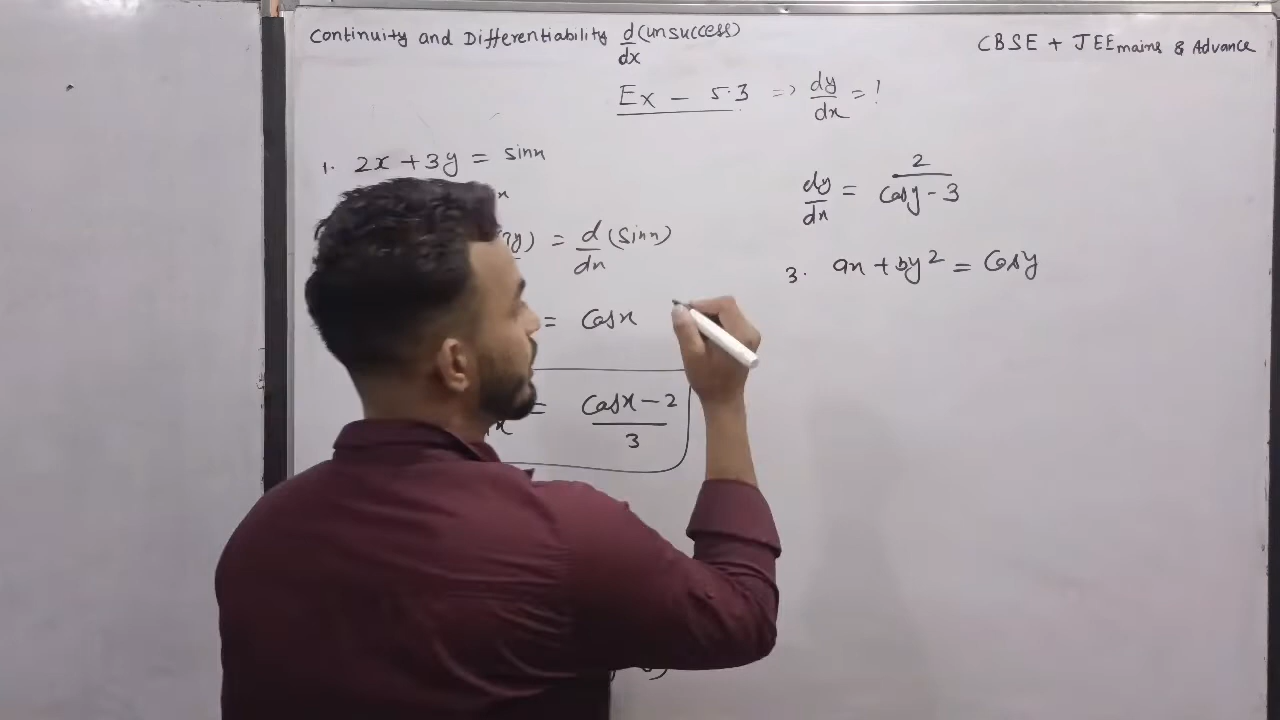 Continuity and Differentiability d/dx (unsuccess)
CBSE + JEE mains & Advance
Ex – 5.3 => dy/dx = !
1. 2x + 3y = sinx
= d/dx (sinx)
= Cosx
= Cosx – 2 / 3
dy/dx = 2 / Cosy – 3
3. ax + by² = Cosy